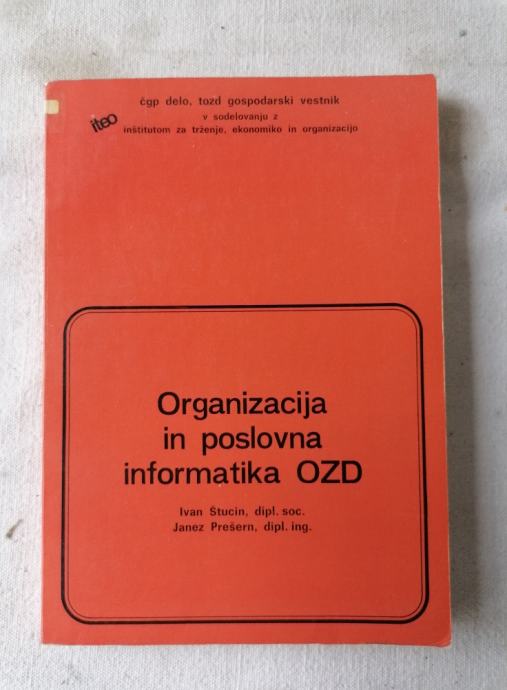 čgp delo, tozd gospodarski vestnik
v sodelovanju z
inštitutom za trženje, ekonomiko in organizacijo
iteo
Organizacija
in poslovna
informatika OZD
Ivan Štucin, dipl. soc.
Janez Prešern, dipl. ing.